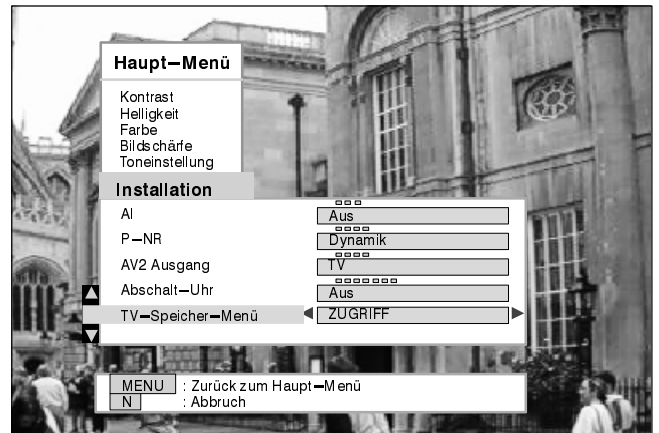 Haupt–Menü
Kontrast
Helligkeit
Farbe
Bildschärfe
Toneinstellung
Installation
AI Aus
P–NR Dynamik
AV2 Ausgang TV
Abschalt–Uhr Aus
TV–Speicher–Menü ZUGRIFF
MENU : Zurück zum Haupt–Menü
N : Abbruch